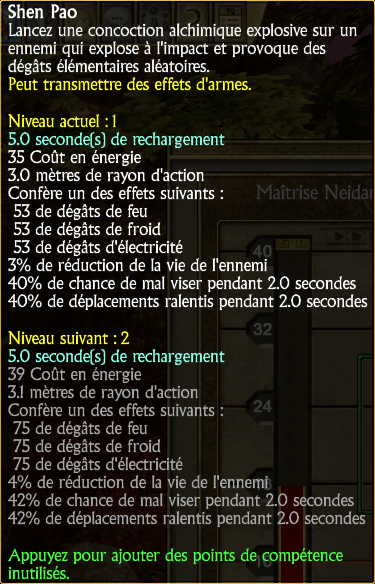 Shen Pao
Lance une concoction alchimique explosive sur un
ennemi qui explose à l'impact et provoque des
dégâts élémentaires aléatoires.
Peut transmettre des effets d'armes.
Niveau actuel : 1
5.0 seconde(s) de rechargement
35 Coût en énergie
3.0 mètres de rayon d'action
Confère un des effets suivants :
53 de dégâts de feu
53 de dégâts de froid
53 de dégâts d'électricité
3% de réduction de la vie de l'ennemi
40% de chance de mal viser pendant 2.0 secondes
40% de déplacements ralentis pendant 2.0 secondes
Niveau suivant : 2
5.0 seconde(s) de rechargement
39 Coût en énergie
3.1 mètres de rayon d'action
Confère un des effets suivants :
75 de dégâts de feu
75 de dégâts de froid
75 de dégâts d'électricité
4% de réduction de la vie de l'ennemi
42% de chance de mal viser pendant 2.0 secondes
42% de déplacements ralentis pendant 2.0 secondes
Appuyez pour ajouter des points de compétence
inutilisés.
Maîtrise Neidan
40
32
24